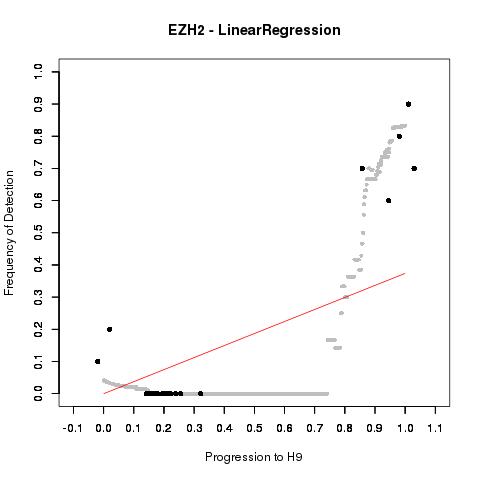 EZH2 - LinearRegression
Frequency of Detection
1.0
0.9
0.8
0.7
0.6
0.5
0.4
0.3
0.2
0.1
0.0
-0.1 0.0 0.1 0.2 0.3 0.4 0.5 0.6 0.7 0.8 0.9 1.0 1.1
Progression to H9